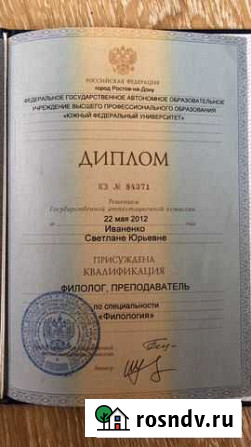 РОССИЙСКАЯ ФЕДЕРАЦИЯ
город Ростов-на-Дону
ФЕДЕРАЛЬНОЕ ГОСУДАРСТВЕННОЕ АВТОНОМНОЕ ОБРАЗОВАТЕЛЬНОЕ
УЧРЕЖДЕНИЕ ВЫСШЕГО ПРОФЕССИОНАЛЬНОГО ОБРАЗОВАНИЯ
«ЮЖНЫЙ ФЕДЕРАЛЬНЫЙ УНИВЕРСИТЕТ»
ДИПЛОМ
КЗ № 84371
Решением
Государственной аттестационной комиссии
от 22 мая 2012
Иваненко
Светлане Юрьевне
ПРИСУЖДЕНА
КВАЛИФИКАЦИЯ
ФИЛОЛОГ, ПРЕПОДАВАТЕЛЬ
по специальности
«Филология»
rosndv.ru